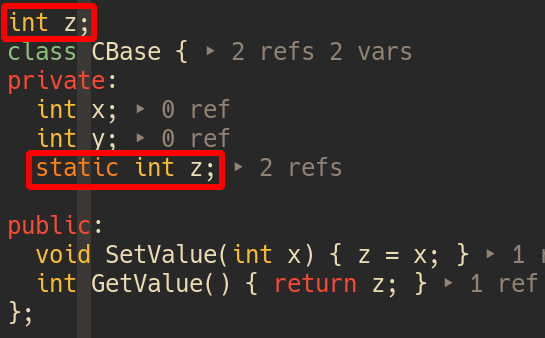 int z;
class CBase { ‣ 2 refs 2 vars
private:
int x; ‣ 0 ref
int y; ‣ 0 ref
static int z; ‣ 2 refs
public:
void SetValue(int x) { z = x; } ‣ 1 r
int GetValue() { return z; } ‣ 1 ref
};